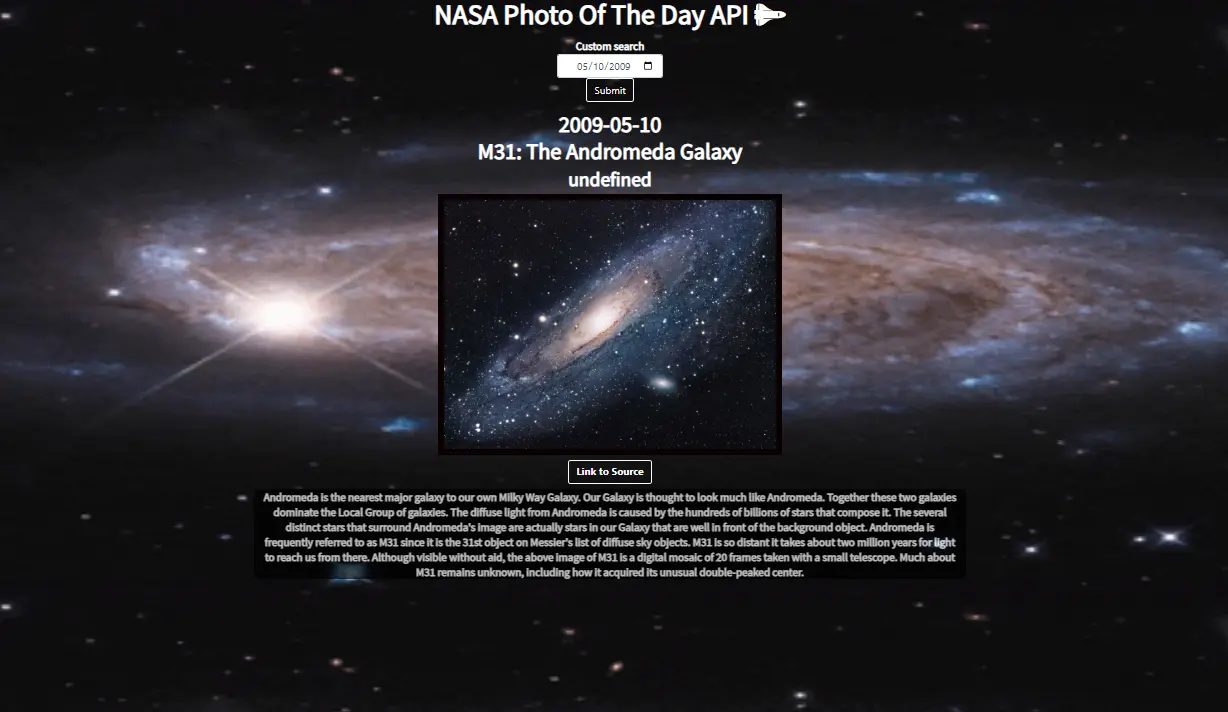 NASA Photo Of The Day API
Custom search
05/10/2009
Submit
2009-05-10
M31: The Andromeda Galaxy
undefined
Link to Source
Andromeda is the nearest major galaxy to our own Milky Way Galaxy. Our Galaxy is thought to look much like Andromeda. Together these two galaxies
dominate the Local Group of galaxies. The diffuse light from Andromeda is caused by the hundreds of billions of stars that compose it. The several
distinct stars that surround Andromeda's image are actually stars in our Galaxy that are well in front of the background object. Andromeda is
frequently referred to as M31 since it is the 31st object on Messier's list of diffuse sky objects. M31 is so distant it takes about two million years for light
to reach us from there. Although visible without aid, the above image of M31 is a digital mosaic of 20 frames taken with a small telescope. Much about
M31 remains unknown, including how it acquired its unusual double-peaked center.